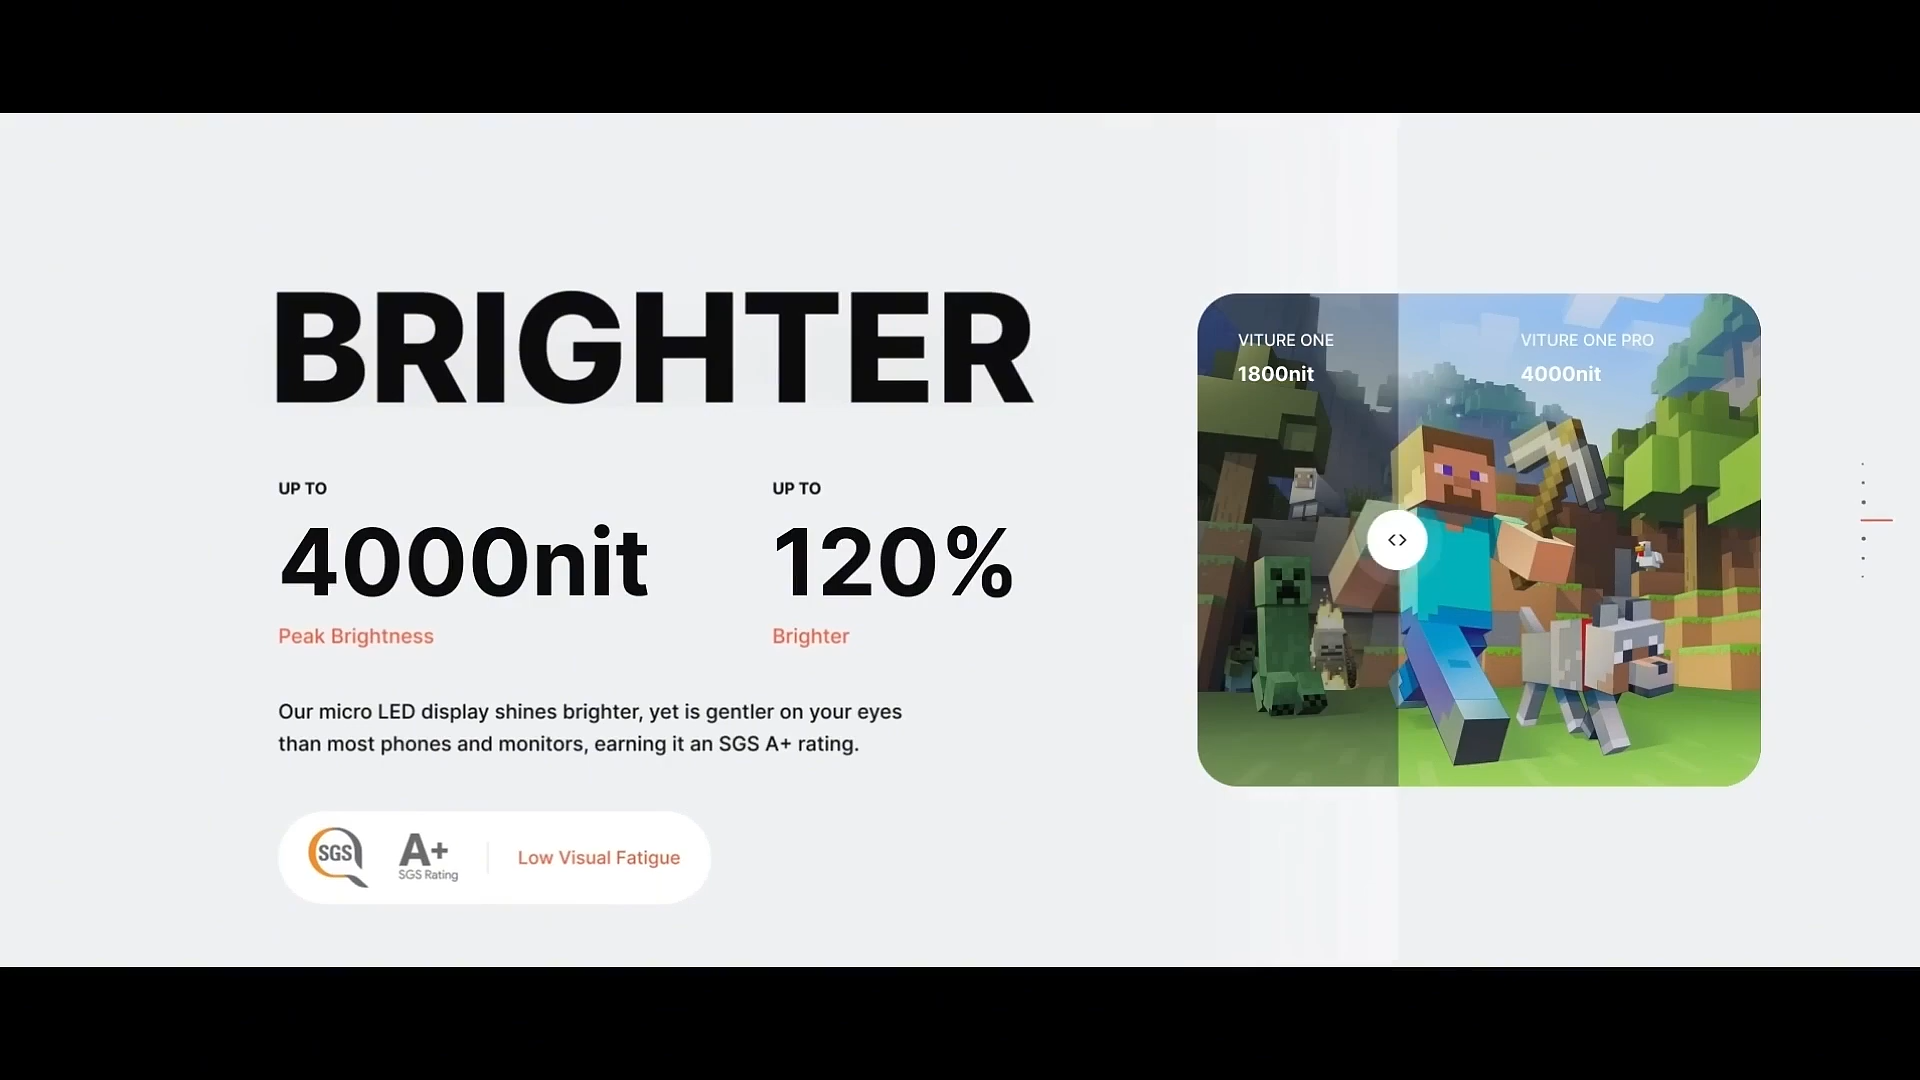 BRIGHTER
UP TO
4000nit
Peak Brightness
UP TO
120%
Brighter
Our micro LED display shines brighter, yet is gentler on your eyes
than most phones and monitors, earning it an SGS A+ rating.
SGS
A+
SGS Rating
Low Visual Fatigue
VITURE ONE
1800nit
VITURE ONE PRO
4000nit